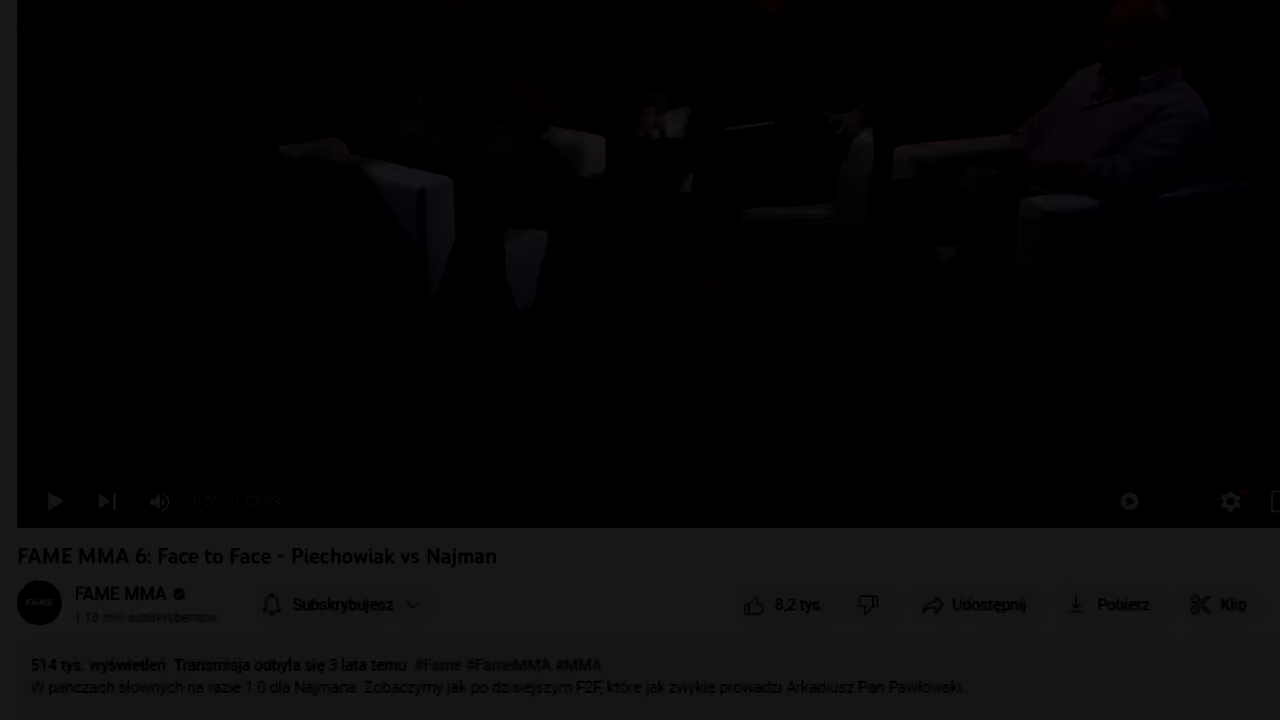 FAME MMA 6: Face to Face - Piechowiak vs Najman
FAME
FAME MMA
Subskrybujesz
8,2 tys.
Udostępnij
Pobierz
Klip
514 tys. wyświetleń Transmisja odbyła się 3 lata temu #Fame #FameMMA #MMA
W panczach słownych na razie 1:0 dla Najmana. Zobaczymy jak po dzisiejszym F2F, które jak zwykle prowadzi Arkadiusz Pan Pawłowski.